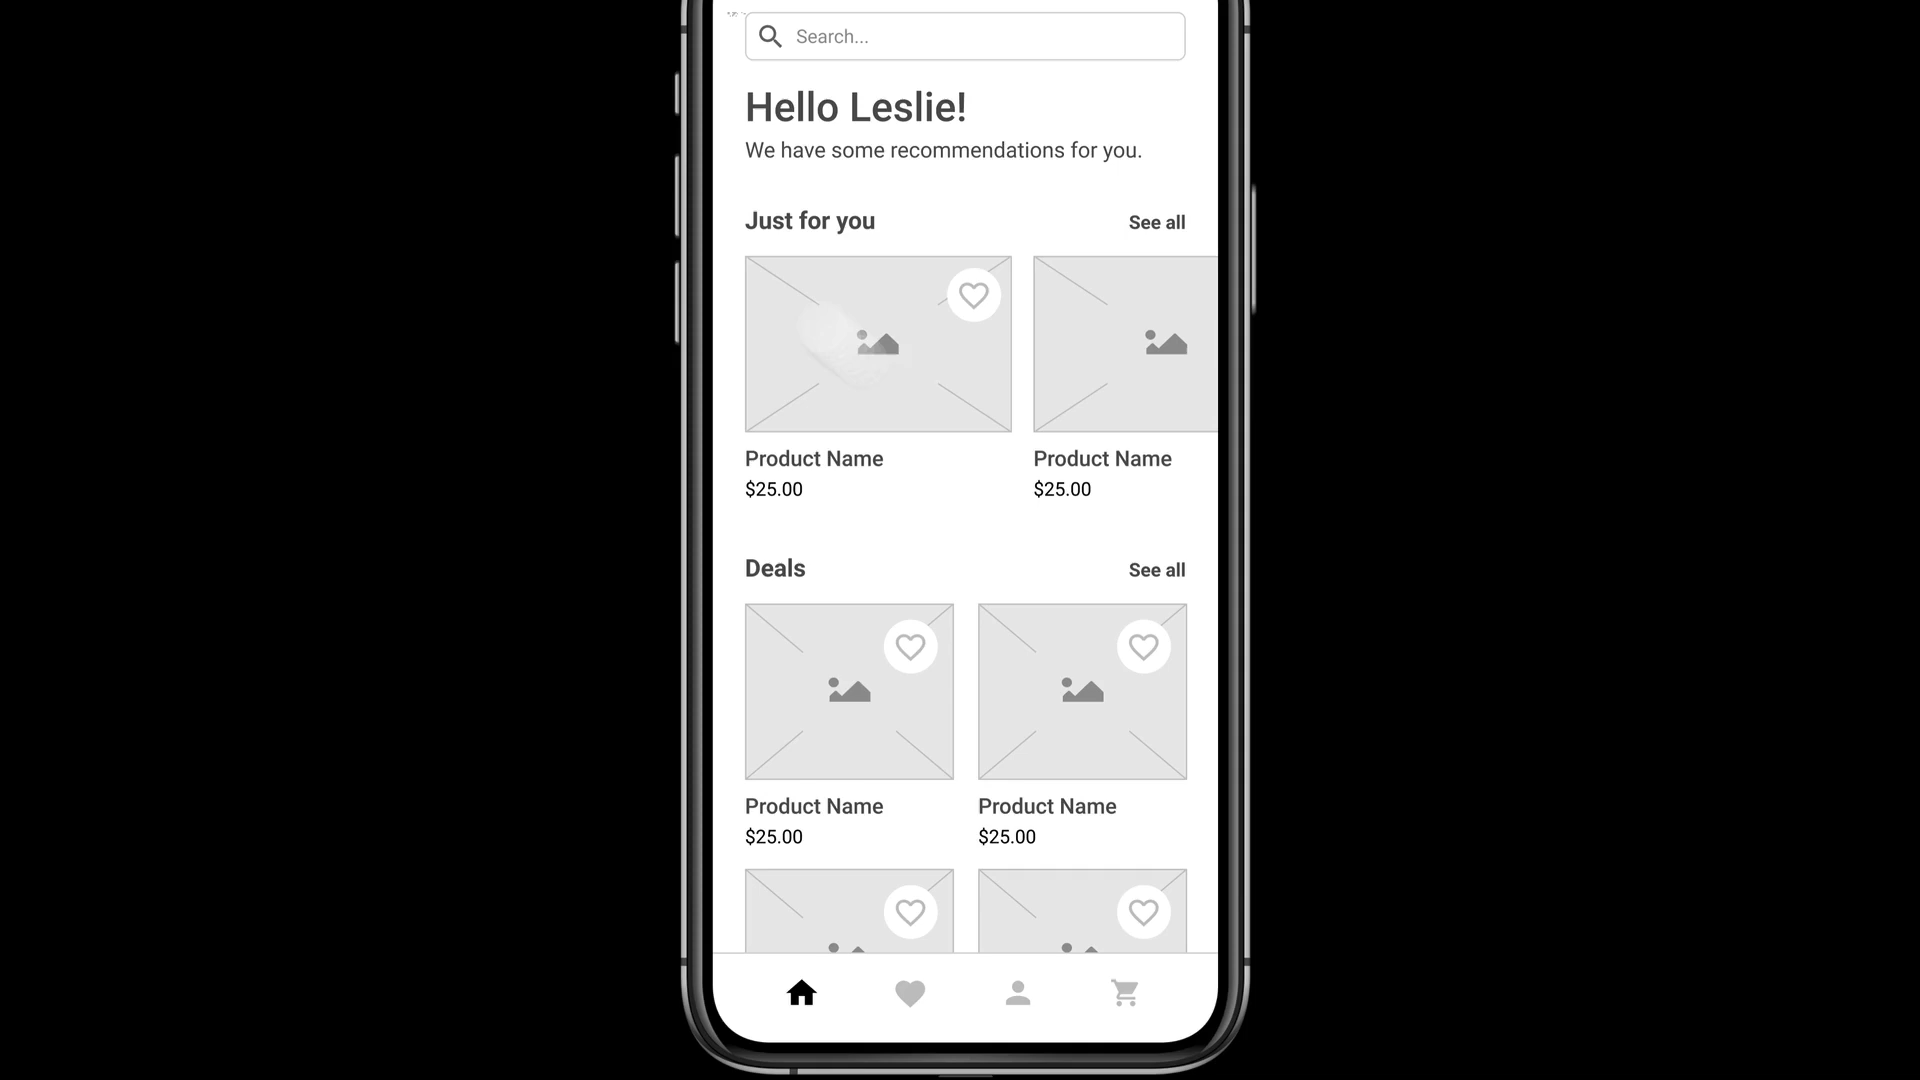 Search...
Hello Leslie!
We have some recommendations for you.
Just for you
See all
Product Name
Product Name
$25.00
$25.00
Deals
See all
Product Name
Product Name
$25.00
$25.00